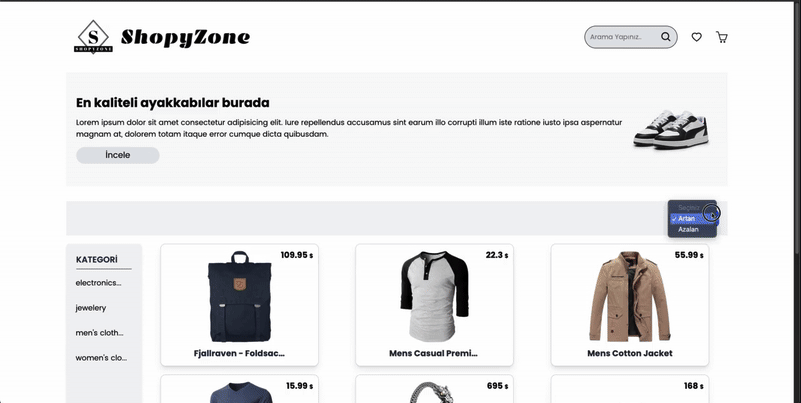 S
SHOPYZONE
ShopyZone
Arama Yapınız..
En kaliteli ayakkabılar burada
Lorem ipsum dolor sit amet consectetur adipisicing elit. Iure repellendus accusamus sint earum illo corrupti illum iste ratione iusto ipsa aspernatur
magnam at, dolorem totam itaque error cumque dicta quibusdam.
İncele
Artan
Azalan
KATEGORİ
electronics...
jewelery
men's cloth...
women's clo...
109.95 $
Fjallraven - Foldsac...
22.3 $
Mens Casual Premi...
55.99 $
Mens Cotton Jacket
15.99 $
695 $
168 $